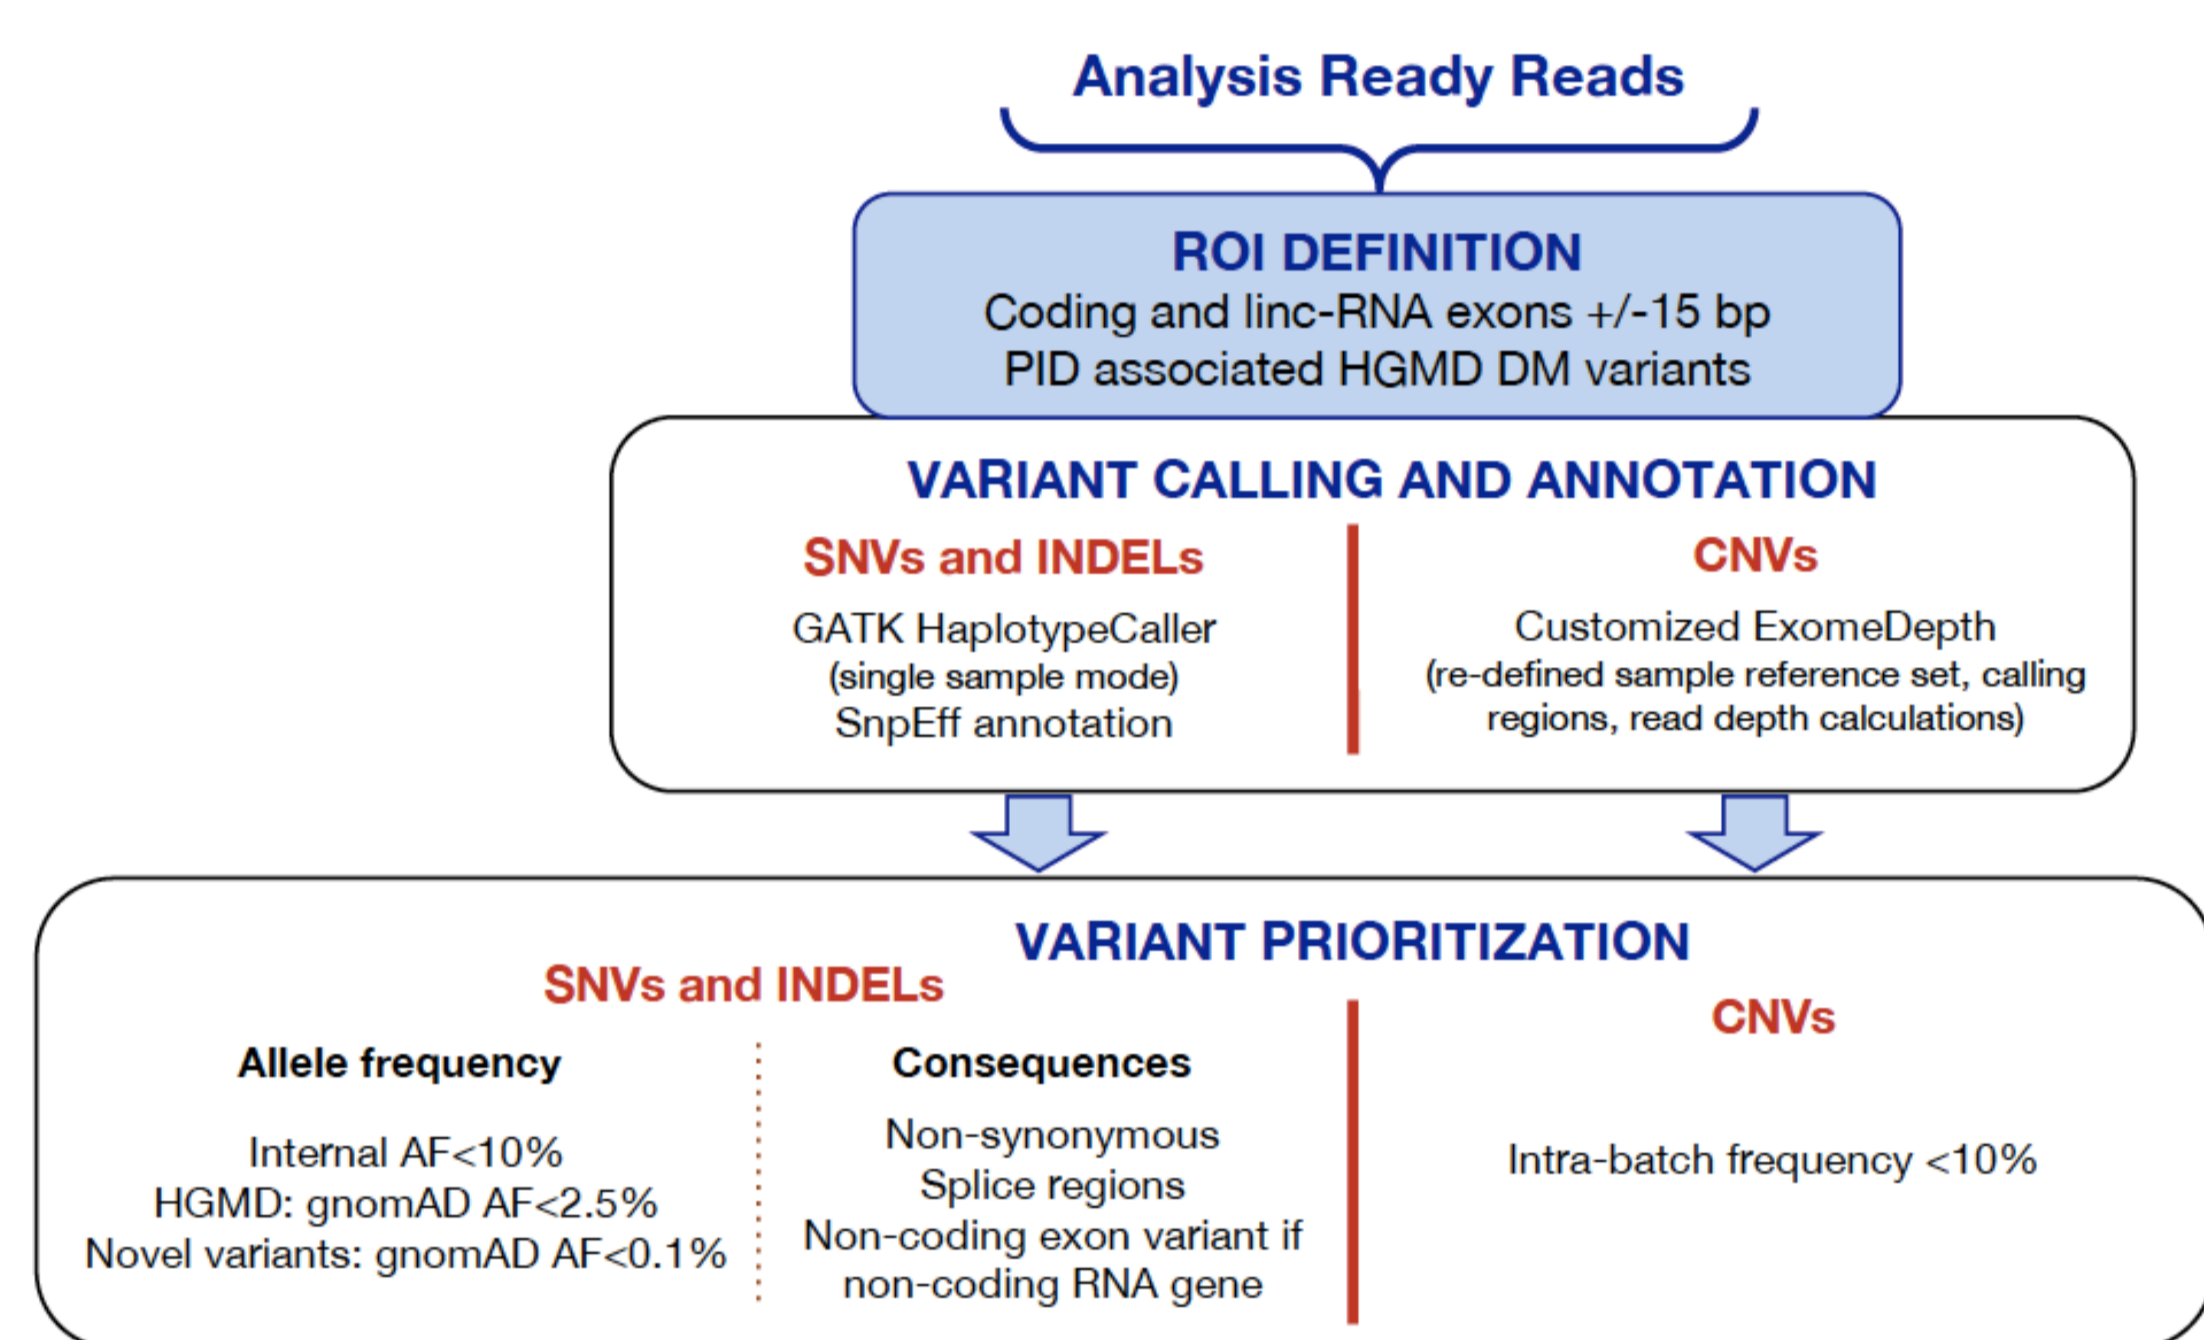 Analysis Ready Reads
ROI DEFINITION
Coding and linc-RNA exons +/-15 bp
PID associated HGMD DM variants
VARIANT CALLING AND ANNOTATION
SNVs and INDELs
GATK HaplotypeCaller
(single sample mode)
SnpEff annotation
CNVs
Customized ExomeDepth
(re-defined sample reference set, calling
regions, read depth calculations)
VARIANT PRIORITIZATION
SNVs and INDELs
Allele frequency
Internal AF<10%
HGMD: gnomAD AF<2.5%
Novel variants: gnomAD AF<0.1%
Consequences
Non-synonymous
Splice regions
Non-coding exon variant if
non-coding RNA gene
CNVs
Intra-batch frequency <10%